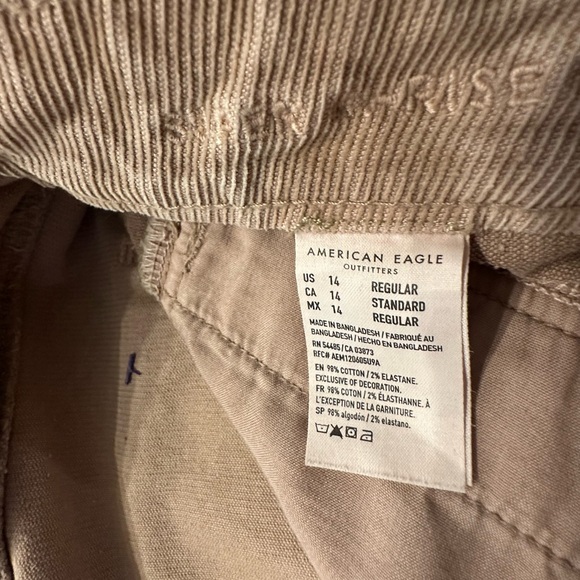 -RISE
AMERICAN EAGLE
OUTFITTERS
US 14 REGULAR
CA 14 STANDARD
MX 14 REGULAR
MADE IN BANGLADESH / FABRIQUÉ AU
BANGLADESH / HECHO EN BANGLADESH
RN 54485 / CA 03873
RFC# AEM120605U9A
EN 98% COTTON / 2% ELASTANE.
EXCLUSIVE OF DECORATION.
FR 98% COTON / 2% ÉLASTHANNE. À
L'EXCEPTION DE LA GARNITURE.
SP 98% algodón / 2% elastano.